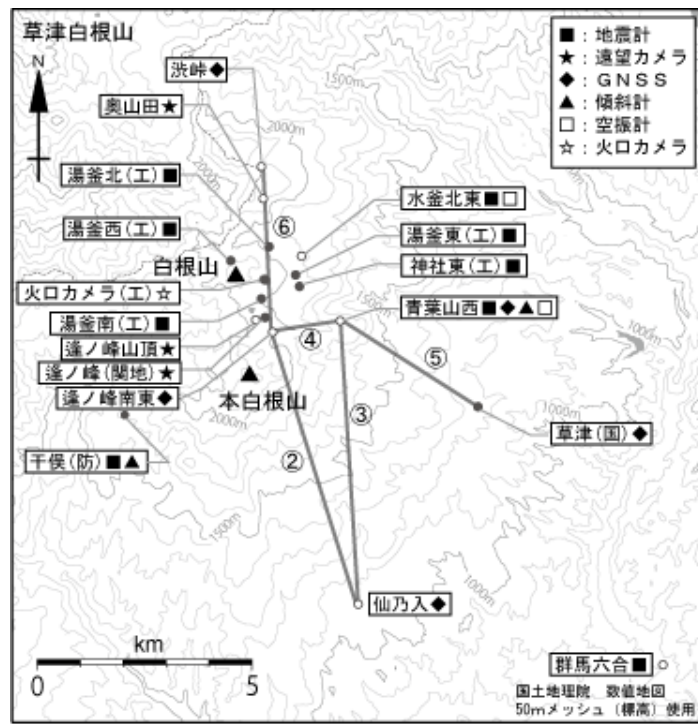 草津白根山
N
■：地震計
★：遠望カメラ
◆：ＧＮＳＳ
▲：傾斜計
□：空振計
☆：火口カメラ
渋峠◆
奥山田★
湯釜北(工)■
湯釜西(工)■
白根山
火口カメラ(工)☆
湯釜南(工)■
逢ノ峰山頂★
逢ノ峰(関地)★
逢ノ峰南東◆
本白根山
干俣(防)■▲
水釜北東■□
湯釜東(工)■
神社東(工)■
青葉山西■◆▲□
草津(国)◆
仙乃入◆
群馬六合■
⑥
④
⑤
③
②
1500m
2000m
2000m
1000m
1000m
2000m
1500m
1500m
1000m
km
0 5
国土地理院 数値地図
50mメッシュ（標高）使用